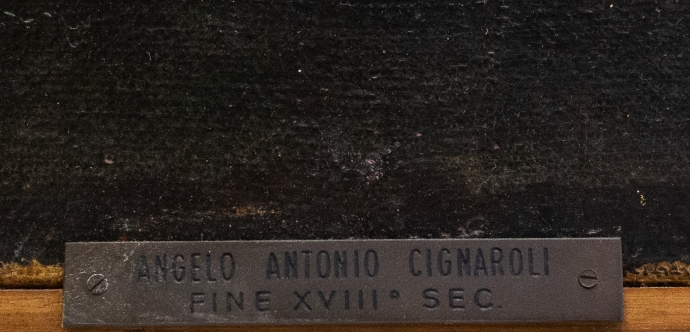 ANGELO ANTONIO CIGNAROLI
FINE XVIII° SEC.